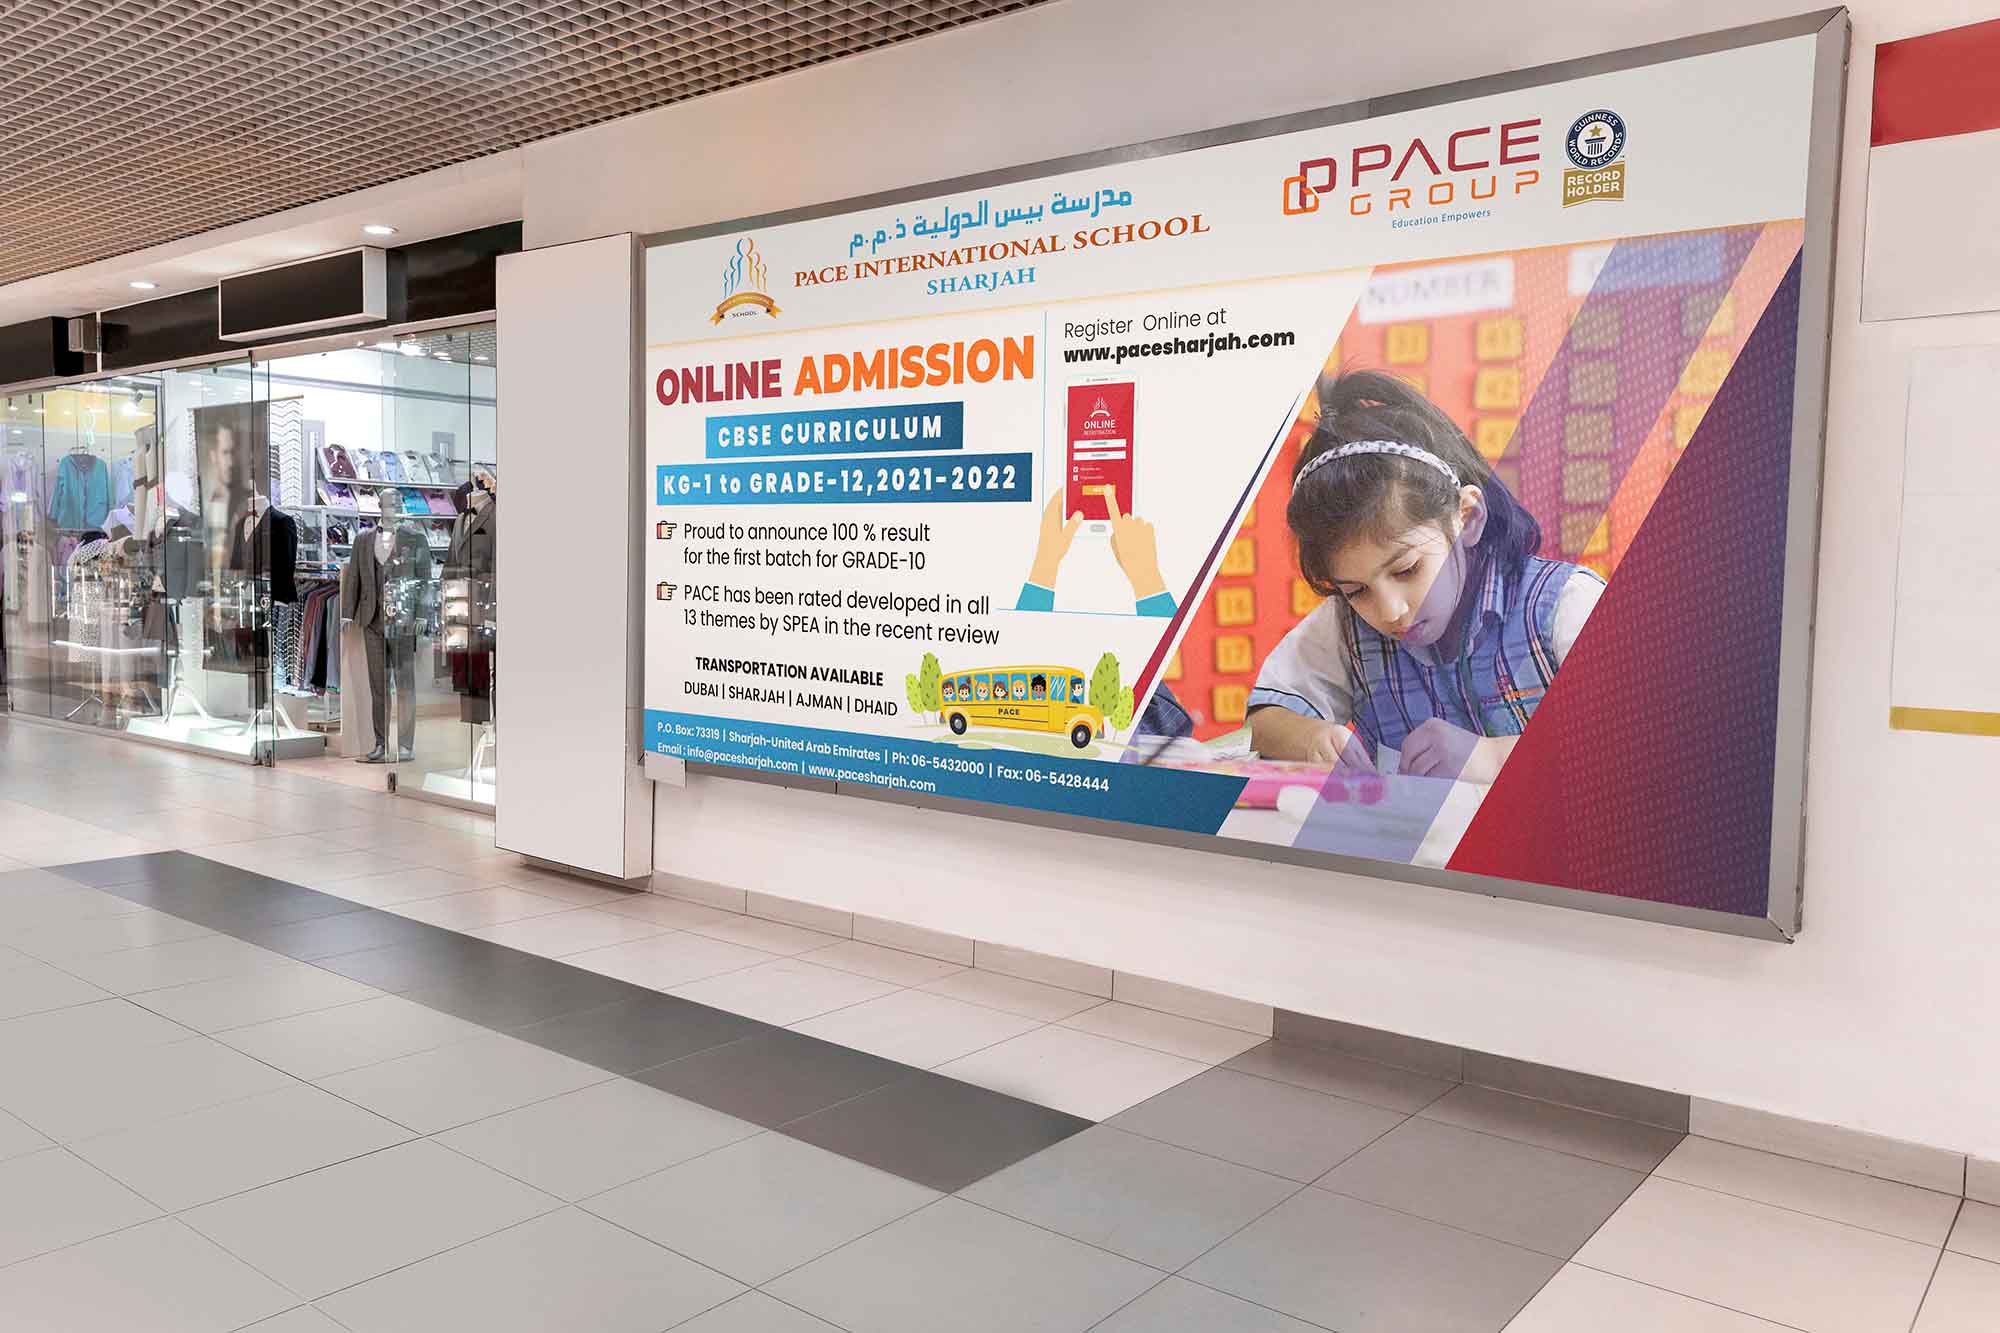 مدرسة بيس الدولية ذ.م.م
PACE INTERNATIONAL SCHOOL
SHARJAH
SCHOOL
PACE
GROUP
Education Empowers
GUINNESS
WORLD RECORDS
RECORD
HOLDER
ONLINE ADMISSION
CBSE CURRICULUM
KG-1 to GRADE-12,2021-2022
Proud to announce 100 % result
for the first batch for GRADE-10
PACE has been rated developed in all
13 themes by SPEA in the recent review
TRANSPORTATION AVAILABLE
DUBAI | SHARJAH | AJMAN | DHAID
PACE
Register Online at
www.pacesharjah.com
ONLINE
REGISTRATION
NUMBER
P.O. Box: 73319 | Sharjah-United Arab Emirates | Ph: 06-5432000 | Fax: 06-5428444
Email : info@pacesharjah.com | www.pacesharjah.com